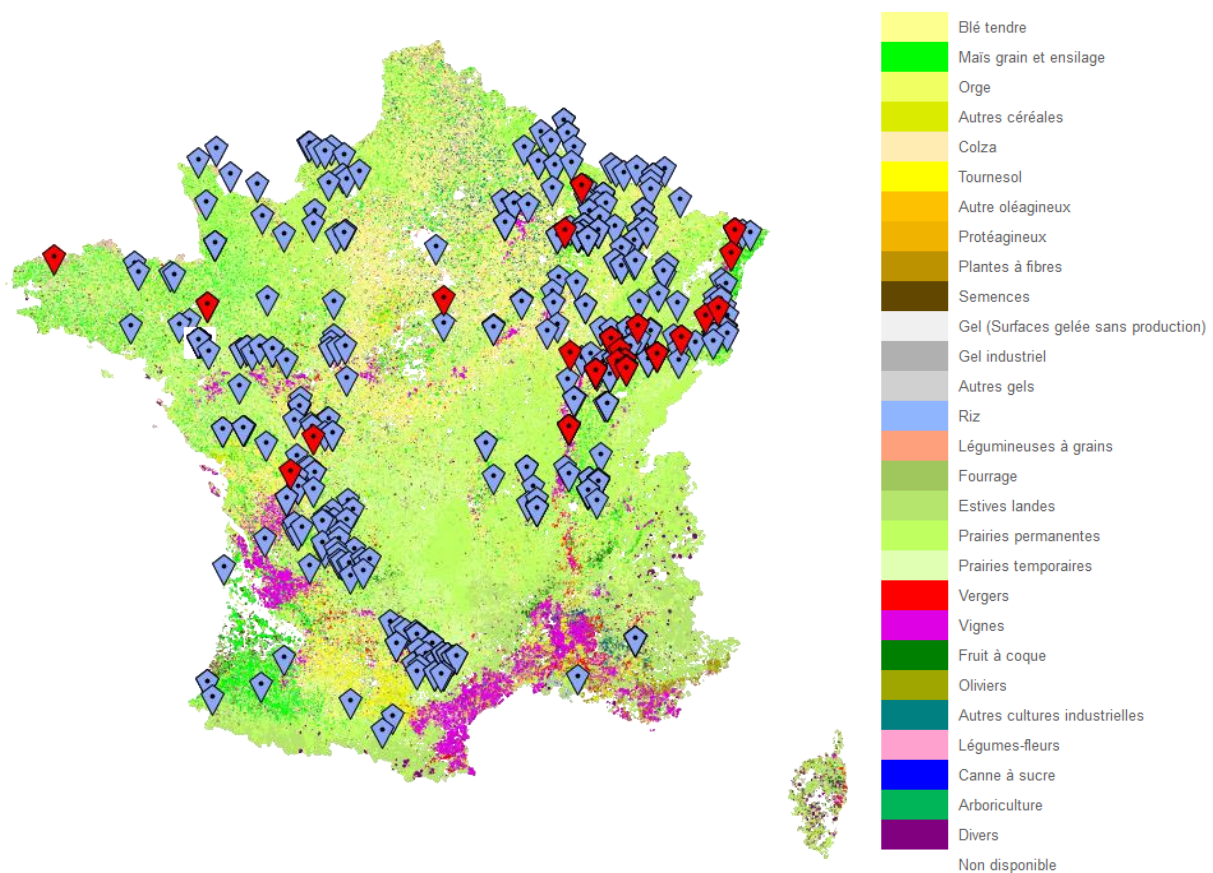 Blé tendre
Maïs grain et ensilage
Orge
Autres céréales
Colza
Tournesol
Autre oléagineux
Protéagineux
Plantes à fibres
Semences
Gel (Surfaces gelée sans production)
Gel industriel
Autres gels
Riz
Légumineuses à grains
Fourrage
Estives landes
Prairies permanentes
Prairies temporaires
Vergers
Vignes
Fruit à coque
Oliviers
Autres cultures industrielles
Légumes-fleurs
Canne à sucre
Arboriculture
Divers
Non disponible